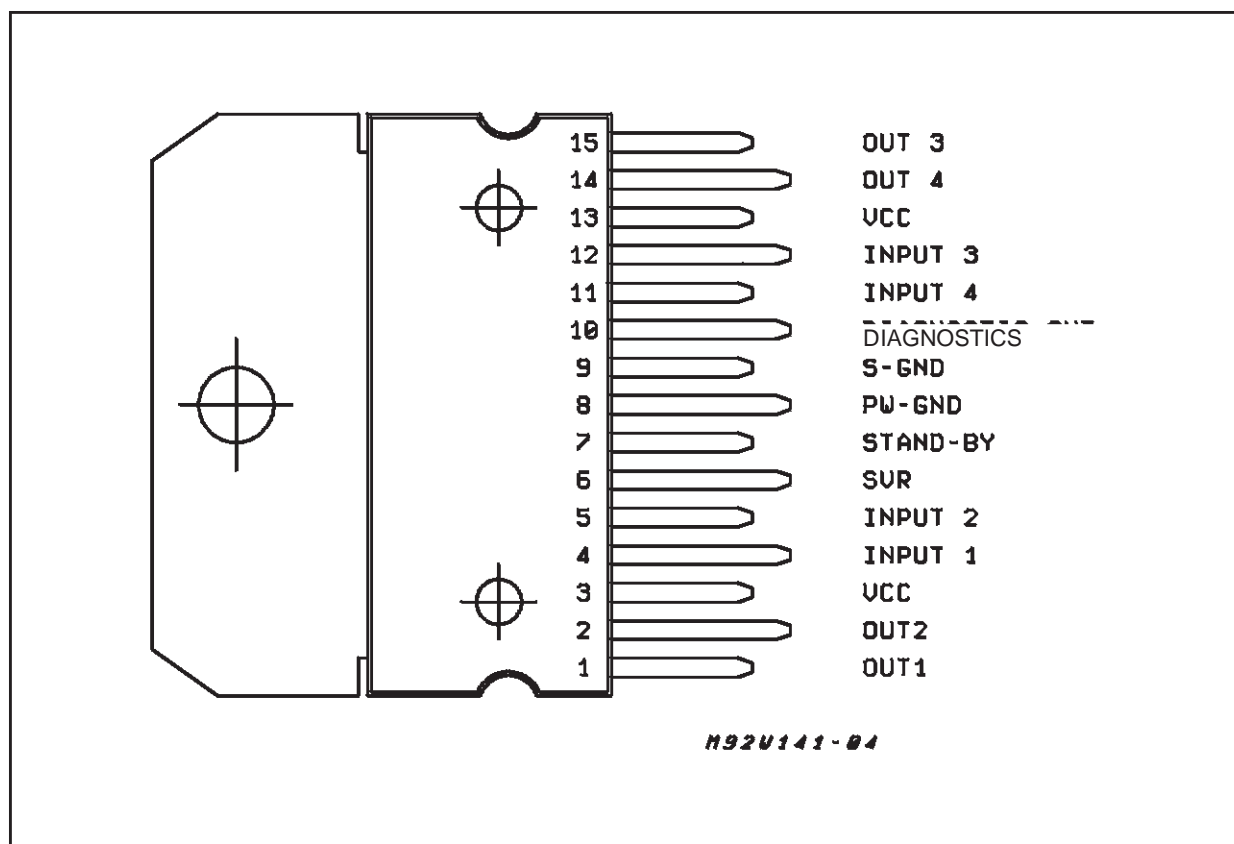 15 OUT 3
14 OUT 4
13 VCC
12 INPUT 3
11 INPUT 4
10 DIAGNOSTICS
9 S-GND
8 PW-GND
7 STAND-BY
6 SVR
5 INPUT 2
4 INPUT 1
3 VCC
2 OUT2
1 OUT1
M92V141-04